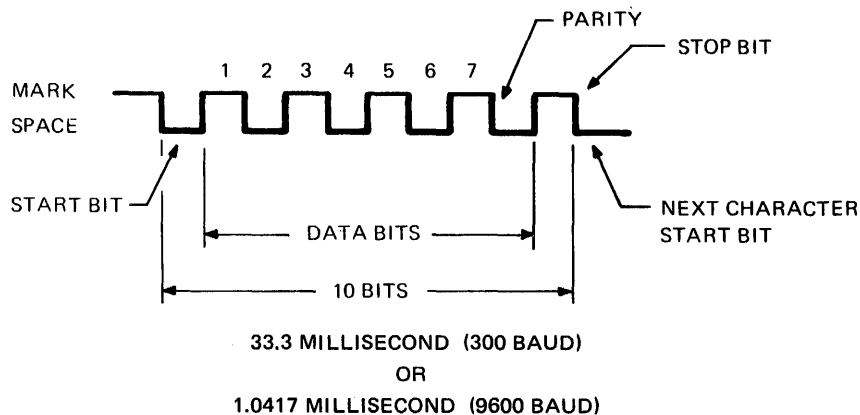 PARITY
STOP BIT
1 2 3 4 5 6 7
MARK
SPACE
START BIT
NEXT CHARACTER
START BIT
DATA BITS
10 BITS
33.3 MILLISECOND (300 BAUD)
OR
1.0417 MILLISECOND (9600 BAUD)